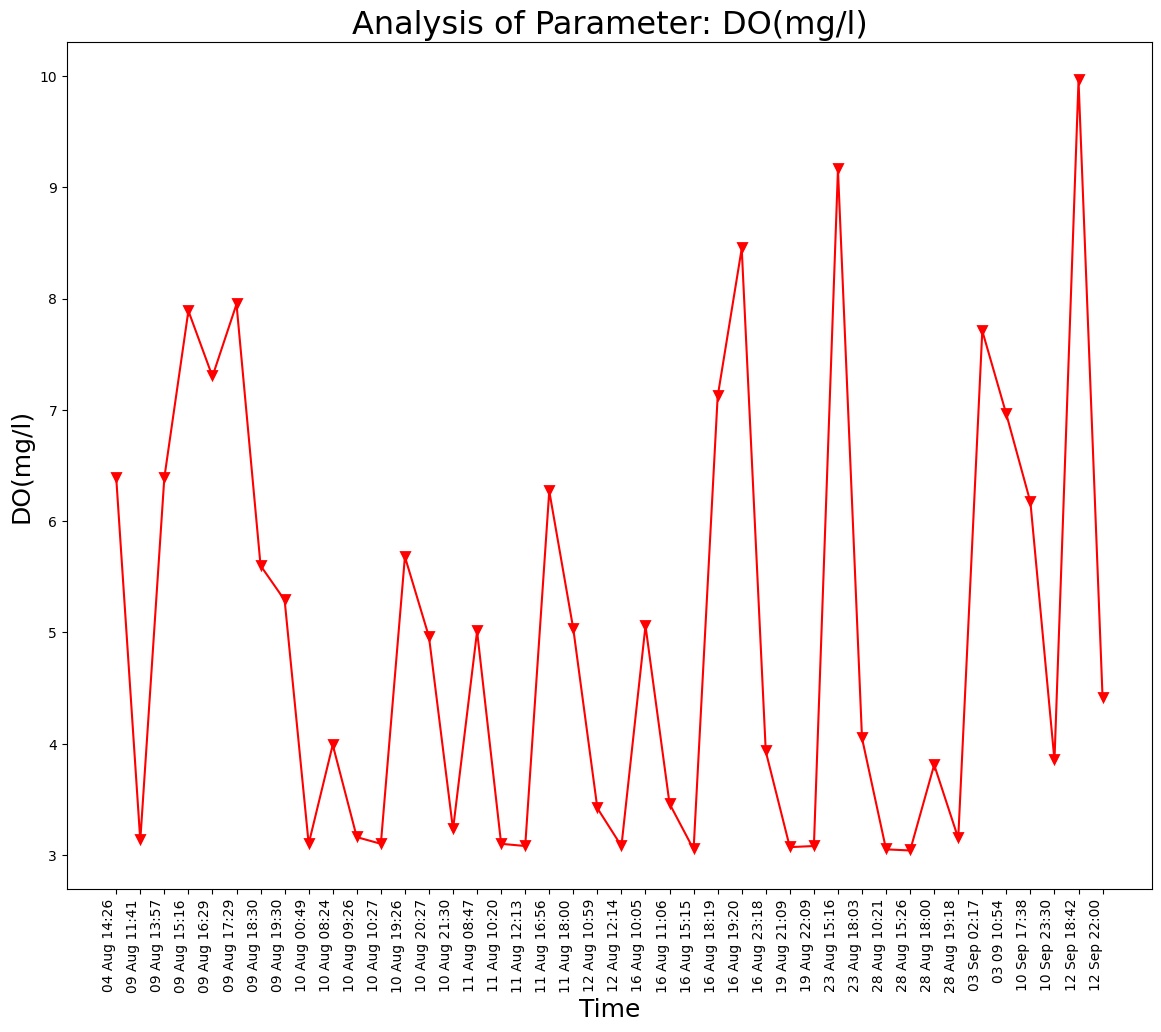 Analysis of Parameter: DO(mg/l)
10
9
8
7
6
5
4
3
DO(mg/l)
04 Aug 14:26
09 Aug 11:41
09 Aug 13:57
09 Aug 15:16
09 Aug 16:29
09 Aug 17:29
09 Aug 18:30
09 Aug 19:30
10 Aug 00:49
10 Aug 08:24
10 Aug 09:26
10 Aug 10:27
10 Aug 19:26
10 Aug 20:27
10 Aug 21:30
11 Aug 08:47
11 Aug 10:20
11 Aug 12:13
11 Aug 16:56
11 Aug 18:00
12 Aug 10:59
12 Aug 12:14
16 Aug 10:05
16 Aug 11:06
16 Aug 15:15
16 Aug 18:19
16 Aug 19:20
16 Aug 23:18
19 Aug 21:09
19 Aug 22:09
23 Aug 15:16
23 Aug 18:03
28 Aug 10:21
28 Aug 15:26
28 Aug 18:00
28 Aug 19:18
03 Sep 02:17
03 09 10:54
10 Sep 17:38
10 Sep 23:30
12 Sep 18:42
12 Sep 22:00
Time